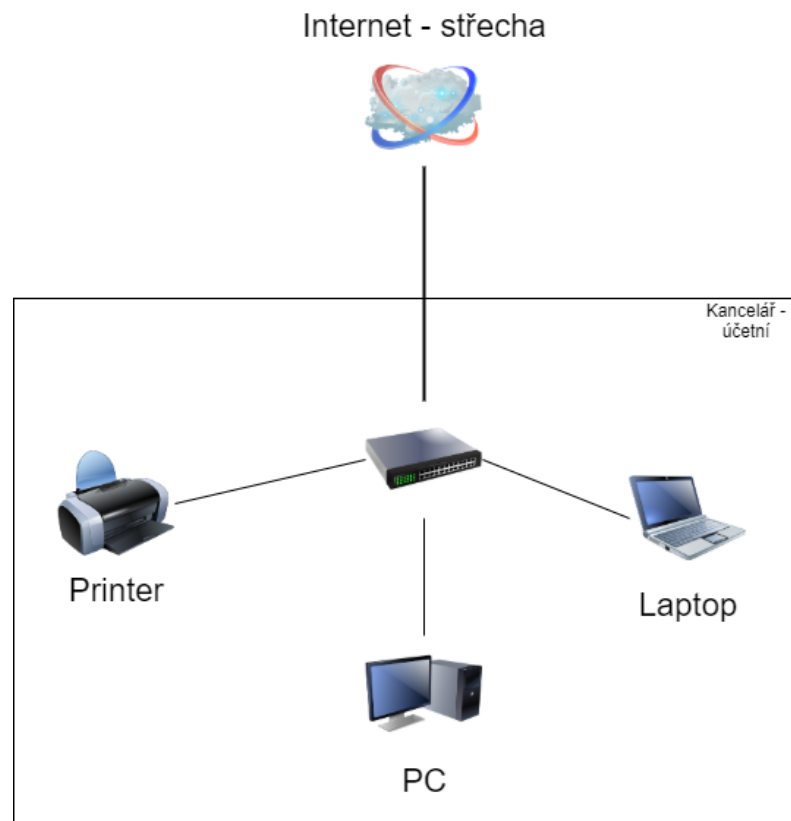 Internet - střecha
Kancelář -
účetní
Printer
Laptop
PC